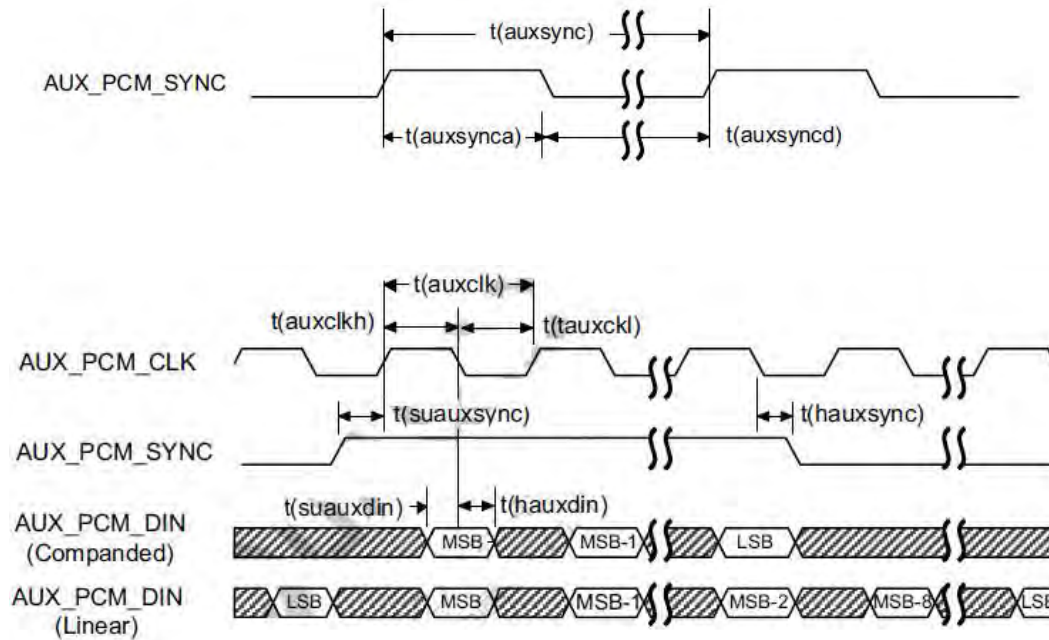 t(auxsync)
AUX_PCM_SYNC
t(auxsynca)
t(auxsyncd)
t(auxclk)
t(auxclkh)
t(tauxckl)
AUX_PCM_CLK
t(suauxsync)
t(hauxsync)
AUX_PCM_SYNC
t(suauxdin)
t(hauxdin)
AUX_PCM_DIN
(Companded)
MSB
MSB-1
LSB
AUX_PCM_DIN
(Linear)
LSB
MSB
MSB-1
MSB-2
MSB-8
LSB